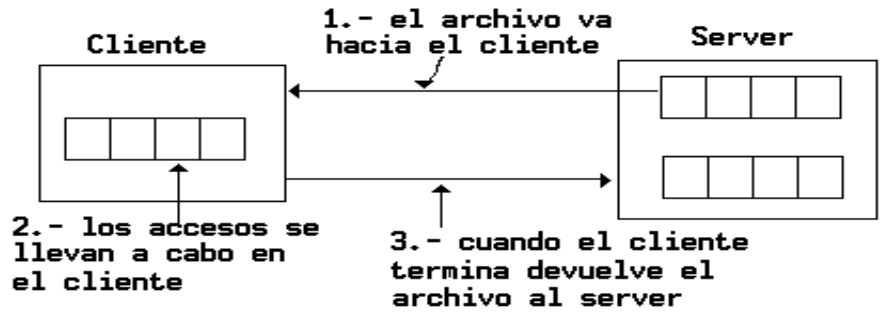 1.- el archivo va
hacia el cliente
Cliente
Server
2.- los accesos se
llevan a cabo en
el cliente
3.- cuando el cliente
termina devuelve el
archivo al server